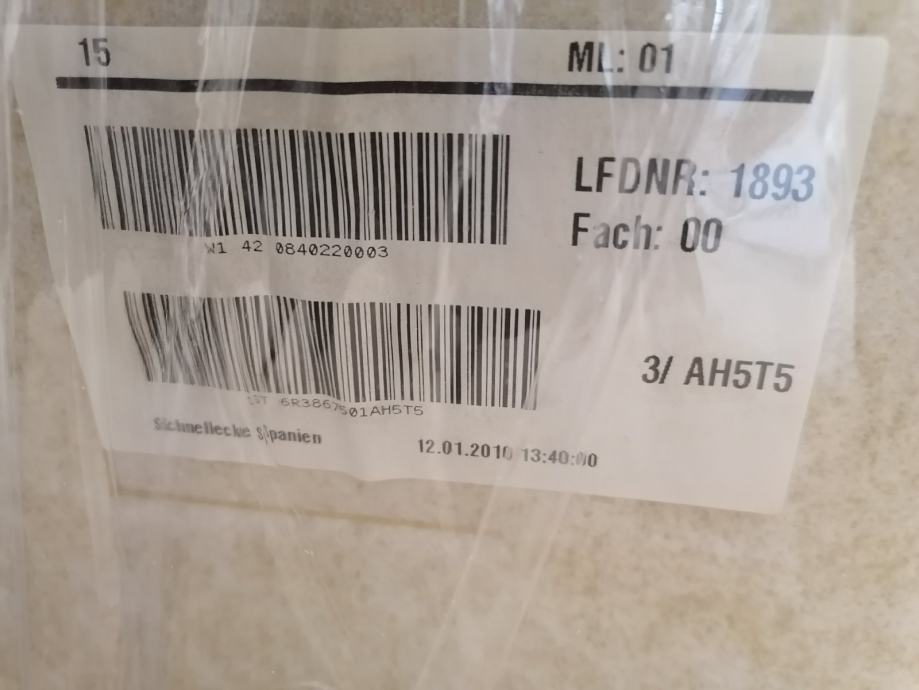 15 ML: 01
W1 42 0840220003
LFDNR: 1893
Fach: 00
3/ AH5T5
6R3867501AH5T5
Schnellecke Spanien
12.01.2010 13:40:00